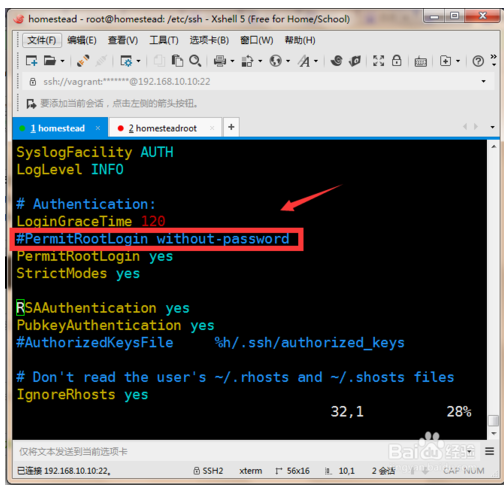 homestead - root@homestead: /etc/ssh - Xshell 5 (Free for Home/School)
文件(F) 编辑(E) 查看(V) 工具(T) 选项卡(B) 窗口(W) 帮助(H)
ssh://vagrant:*******@192.168.10.10:22
要添加当前会话，点击左侧的箭头按钮。
1 homestead × 2 homesteadroot × +
SyslogFacility AUTH
LogLevel INFO
# Authentication:
LoginGraceTime 120
#PermitRootLogin without-password
PermitRootLogin yes
StrictModes yes
RSAAuthentication yes
PubkeyAuthentication yes
#AuthorizedKeysFile %h/.ssh/authorized_keys
# Don't read the user's ~/.rhosts and ~/.shosts files
IgnoreRhosts yes
32,1 28%
仅将文本发送到当前选项卡
Bai 经验
已连接 192.168.10.10:22。 SSH2 xterm 56x16 10,1 2 会话 CAP NUM